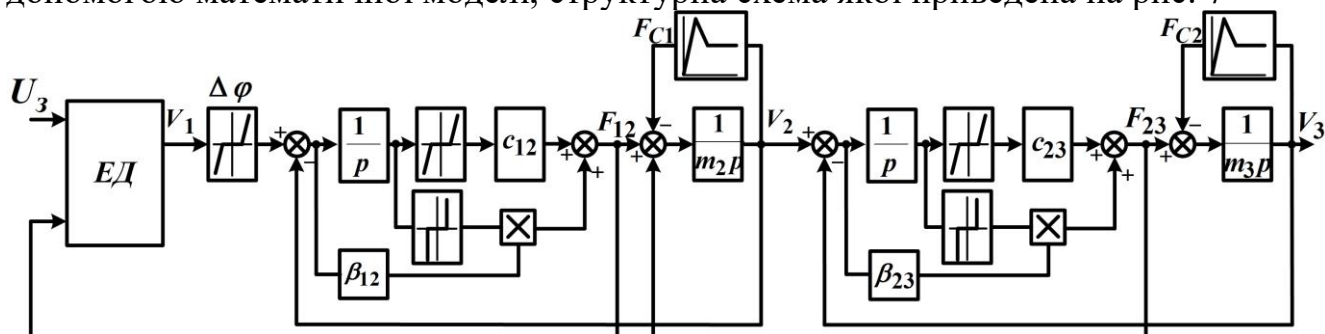 допомогою математичної моделі, структурна схема якої приведена на рис. 7
F_C1 F_C2
U_З Δ φ
V_1 + − 1/p c_12 + + F_12 + − 1/(m_2 p) V_2 + − 1/p c_23 + + F_23 + − 1/(m_3 p) V_3
ЕД
β_12 β_23